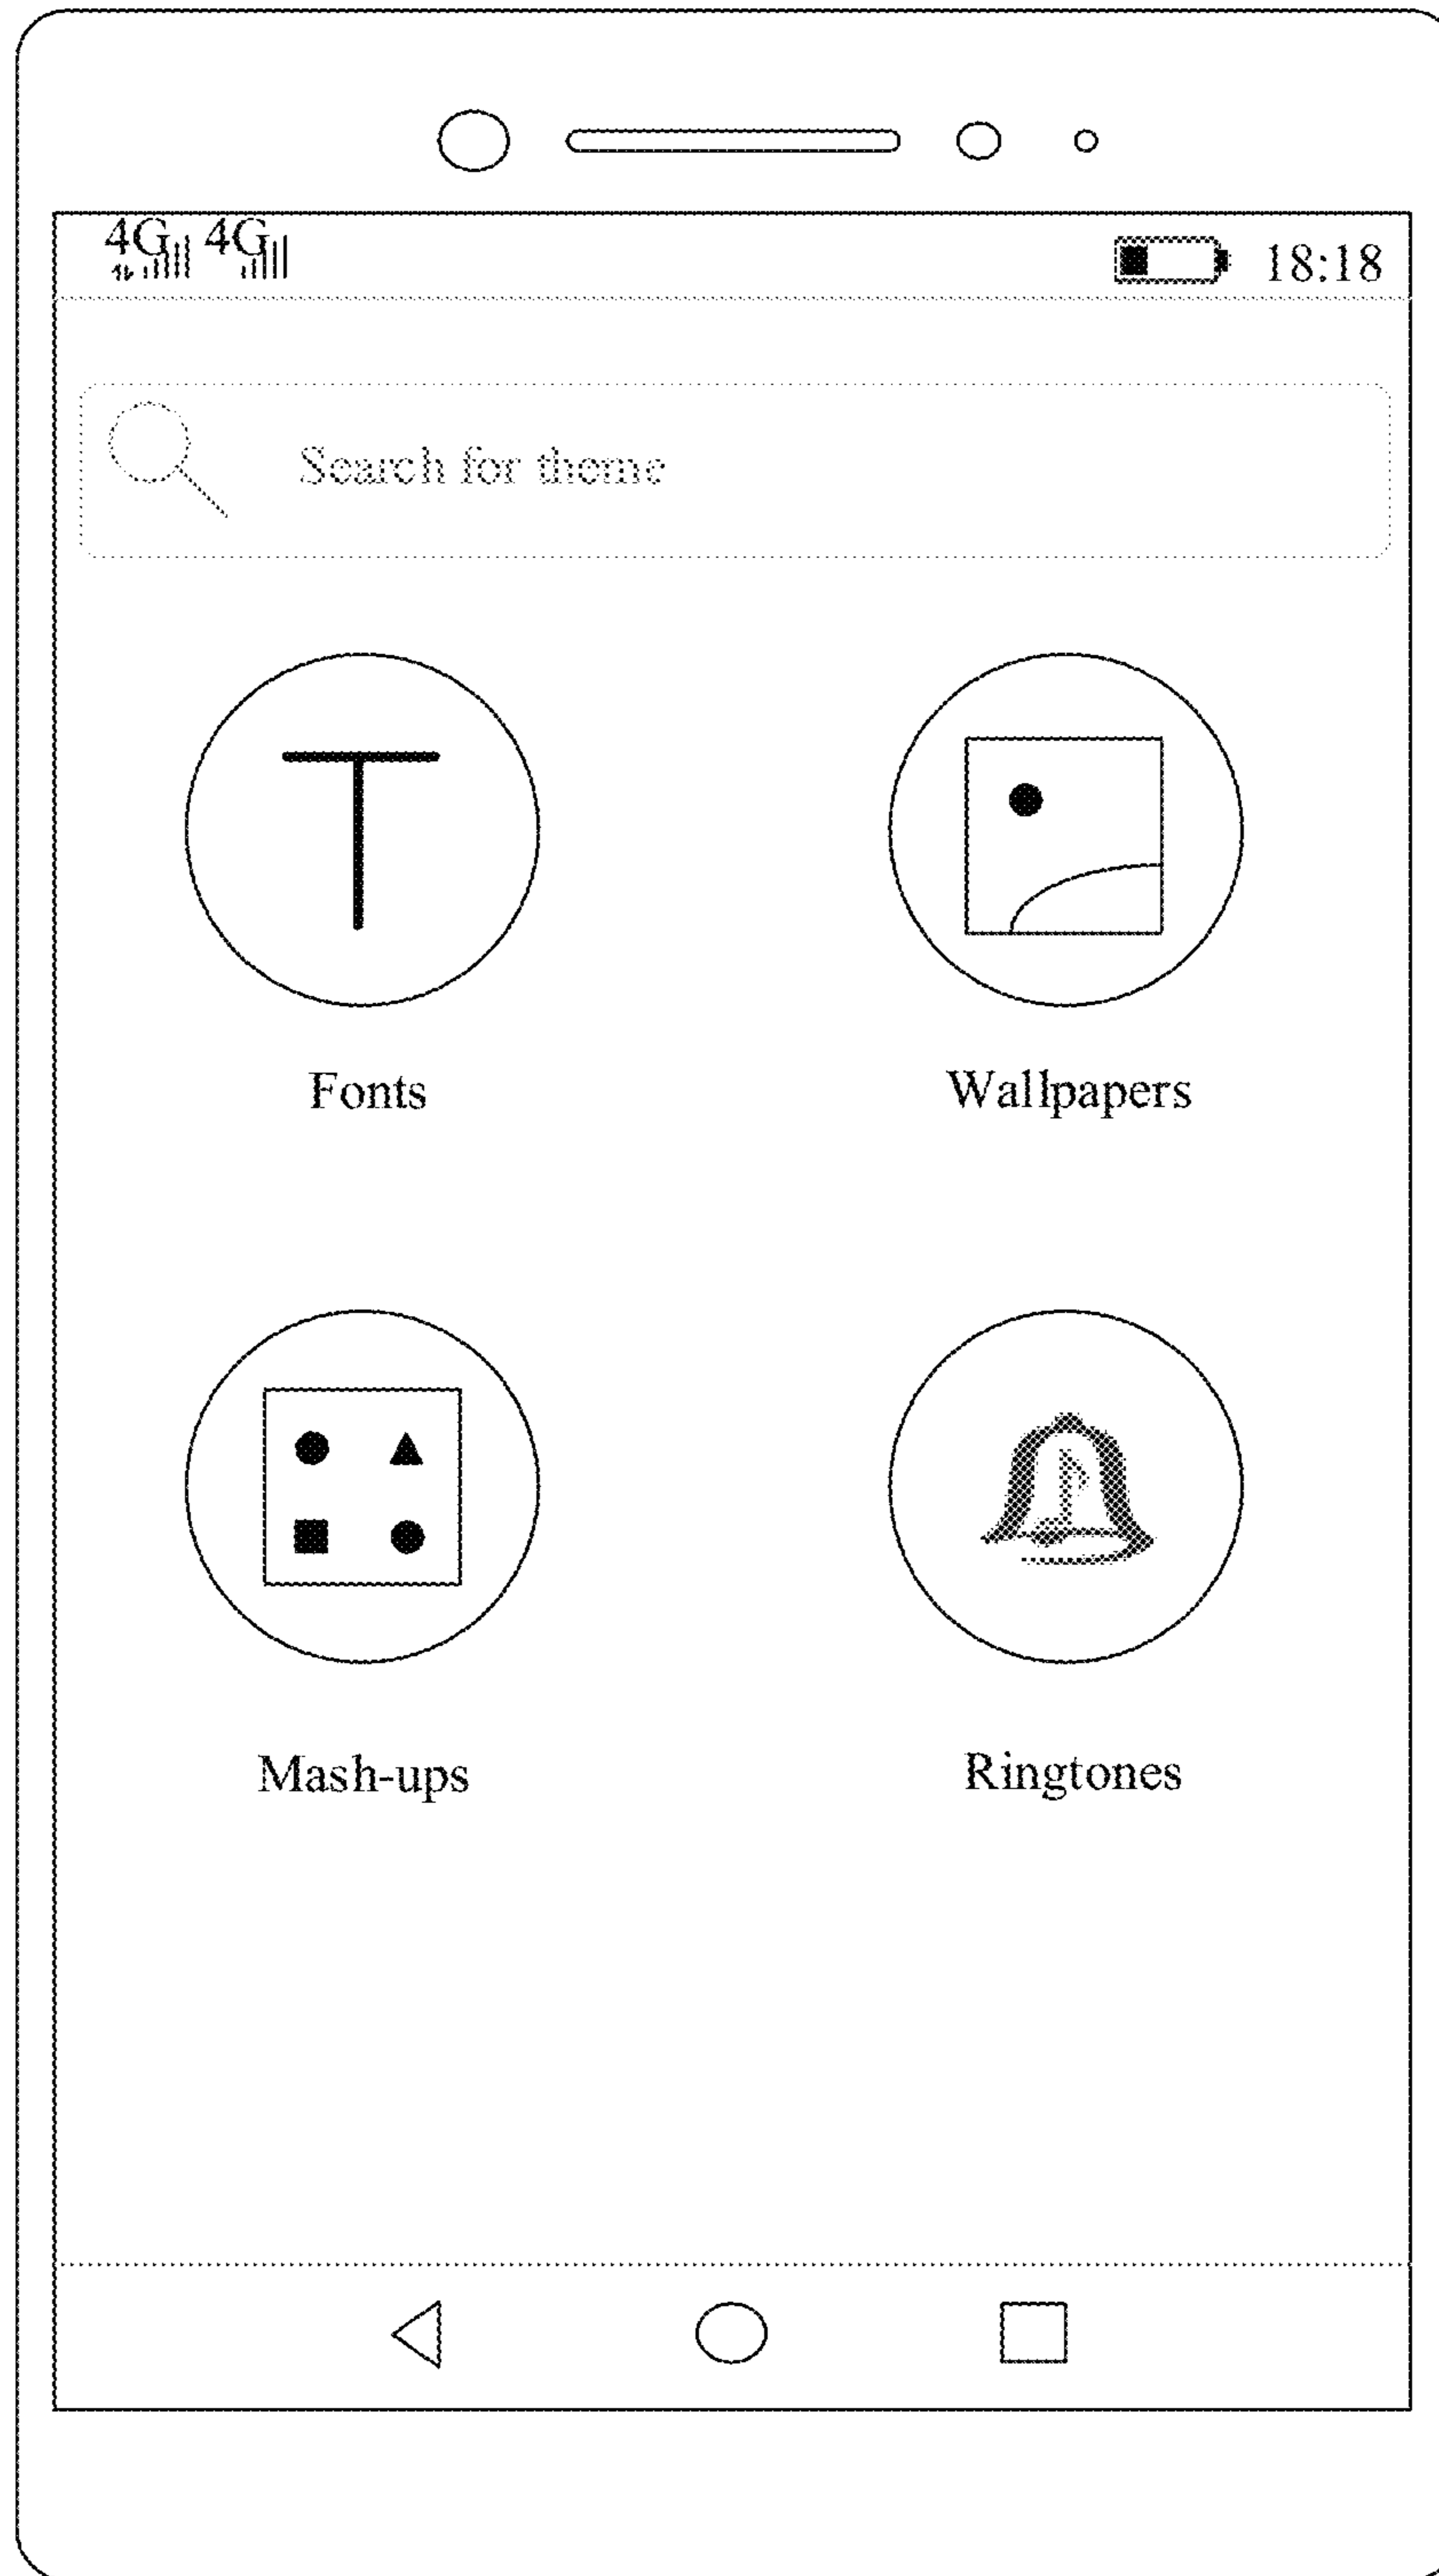 4G 4G 18:18
Search for theme
Fonts Wallpapers
Mash-ups Ringtones